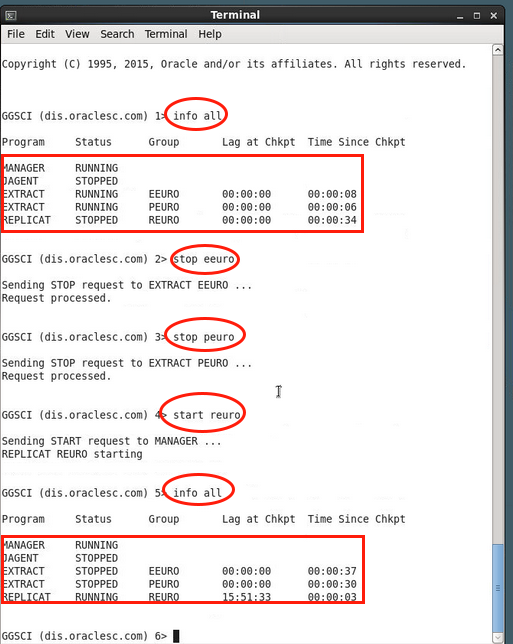 Terminal
File Edit View Search Terminal Help
Copyright (C) 1995, 2015, Oracle and/or its affiliates. All rights reserved.
GGSCI (dis.oraclesc.com) 1> info all
Program Status Group Lag at Chkpt Time Since Chkpt
MANAGER RUNNING
JAGENT STOPPED
EXTRACT RUNNING EEURO 00:00:00 00:00:08
EXTRACT RUNNING PEURO 00:00:00 00:00:06
REPLICAT STOPPED REURO 00:00:00 00:00:34
GGSCI (dis.oraclesc.com) 2> stop eeuro
Sending STOP request to EXTRACT EEURO ...
Request processed.
GGSCI (dis.oraclesc.com) 3> stop peuro
Sending STOP request to EXTRACT PEURO ...
Request processed.
GGSCI (dis.oraclesc.com) 4> start reuro
Sending START request to MANAGER ...
REPLICAT REURO starting
GGSCI (dis.oraclesc.com) 5> info all
Program Status Group Lag at Chkpt Time Since Chkpt
MANAGER RUNNING
JAGENT STOPPED
EXTRACT STOPPED EEURO 00:00:00 00:00:37
EXTRACT STOPPED PEURO 00:00:00 00:00:30
REPLICAT RUNNING REURO 15:51:33 00:00:03
GGSCI (dis.oraclesc.com) 6>